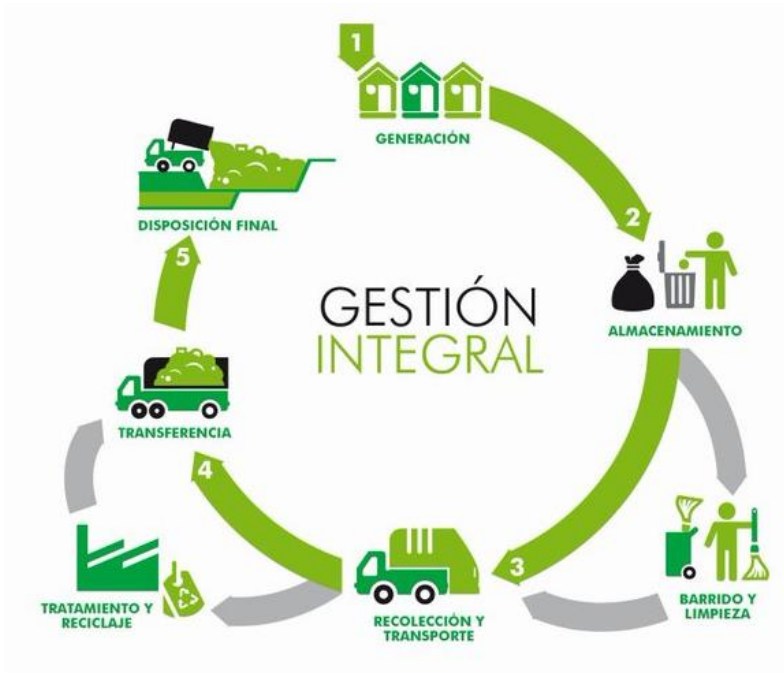 1
GENERACIÓN
2
ALMACENAMIENTO
BARRIDO Y
LIMPIEZA
3
RECOLECCIÓN Y
TRANSPORTE
TRATAMIENTO Y
RECICLAJE
4
TRANSFERENCIA
5
DISPOSICIÓN FINAL
GESTIÓN
INTEGRAL